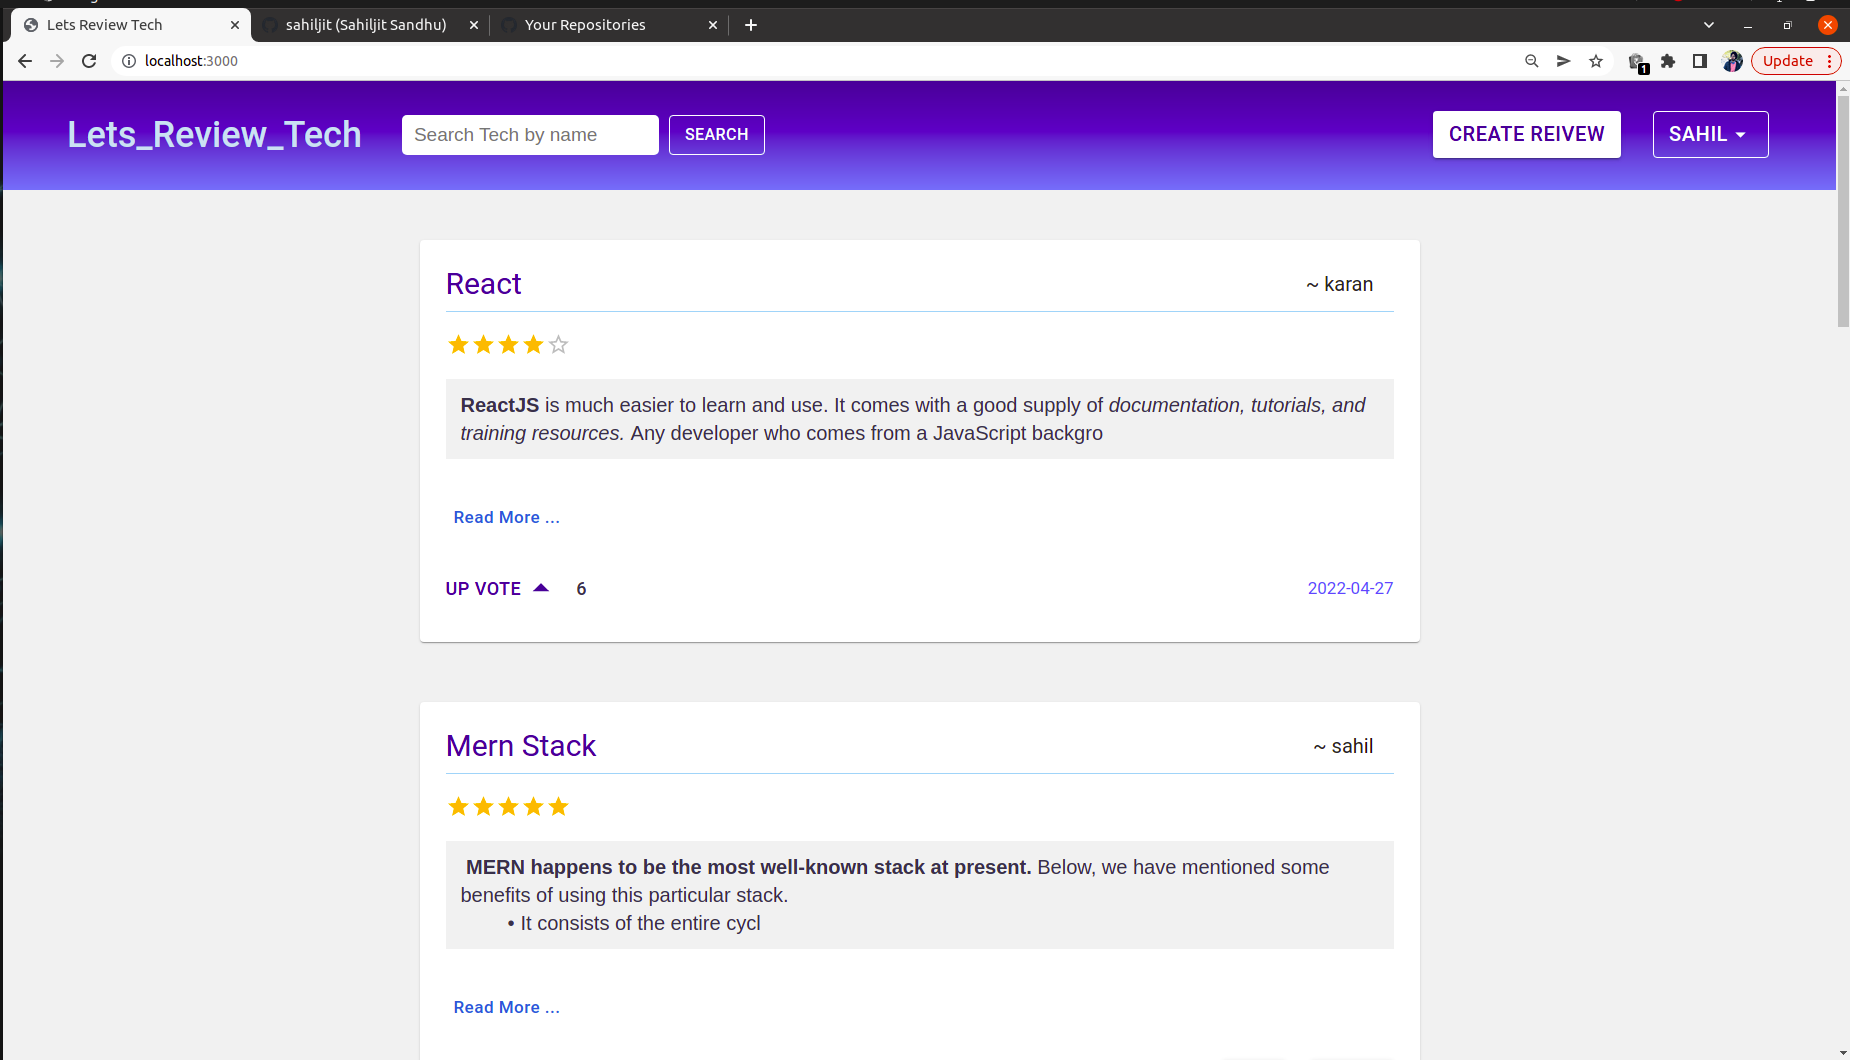 Lets Review Tech
sahiljit (Sahiljit Sandhu)
Your Repositories
localhost:3000
1
Update
Lets_Review_Tech
Search Tech by name
SEARCH
CREATE REIVEW
SAHIL
React
~ karan
ReactJS is much easier to learn and use. It comes with a good supply of documentation, tutorials, and
training resources. Any developer who comes from a JavaScript backgro
Read More ...
UP VOTE
6
2022-04-27
Mern Stack
~ sahil
MERN happens to be the most well-known stack at present. Below, we have mentioned some
benefits of using this particular stack.
• It consists of the entire cycl
Read More ...